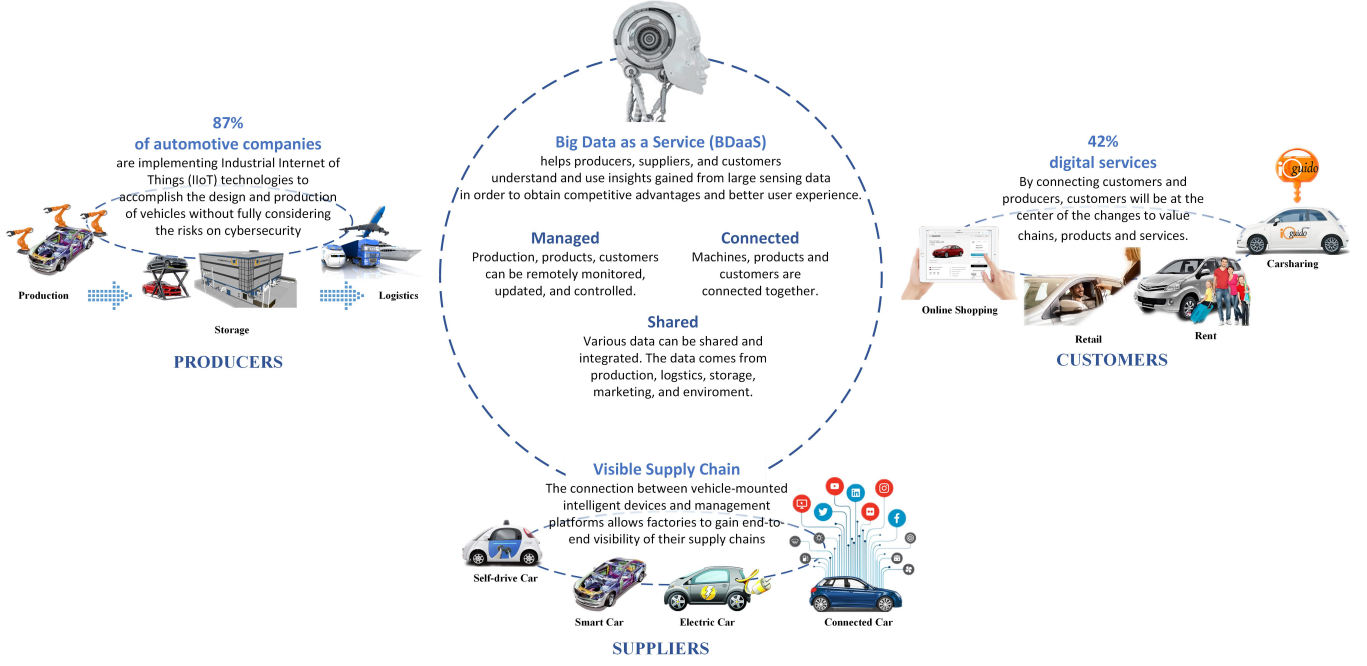 87%
of automotive companies
are implementing Industrial Internet of
Things (IIoT) technologies to
accomplish the design and production
of vehicles without fully considering
the risks on cybersecurity
Production
Storage
Logistics
PRODUCERS
Big Data as a Service (BDaaS)
helps producers, suppliers, and customers
understand and use insights gained from large sensing data
in order to obtain competitive advantages and better user experience.
Managed
Production, products, customers
can be remotely monitored,
updated, and controlled.
Connected
Machines, products and
customers are
connected together.
Shared
Various data can be shared and
integrated. The data comes from
production, logstics, storage,
marketing, and enviroment.
42%
digital services
By connecting customers and
producers, customers will be at the
center of the changes to value
chains, products and services.
guido
guido
Online Shopping
Retail
Rent
Carsharing
CUSTOMERS
Visible Supply Chain
The connection between vehicle-mounted
intelligent devices and management
platforms allows factories to gain end-to-
end visibility of their supply chains
Self-drive Car
Smart Car
Electric Car
Connected Car
SUPPLIERS